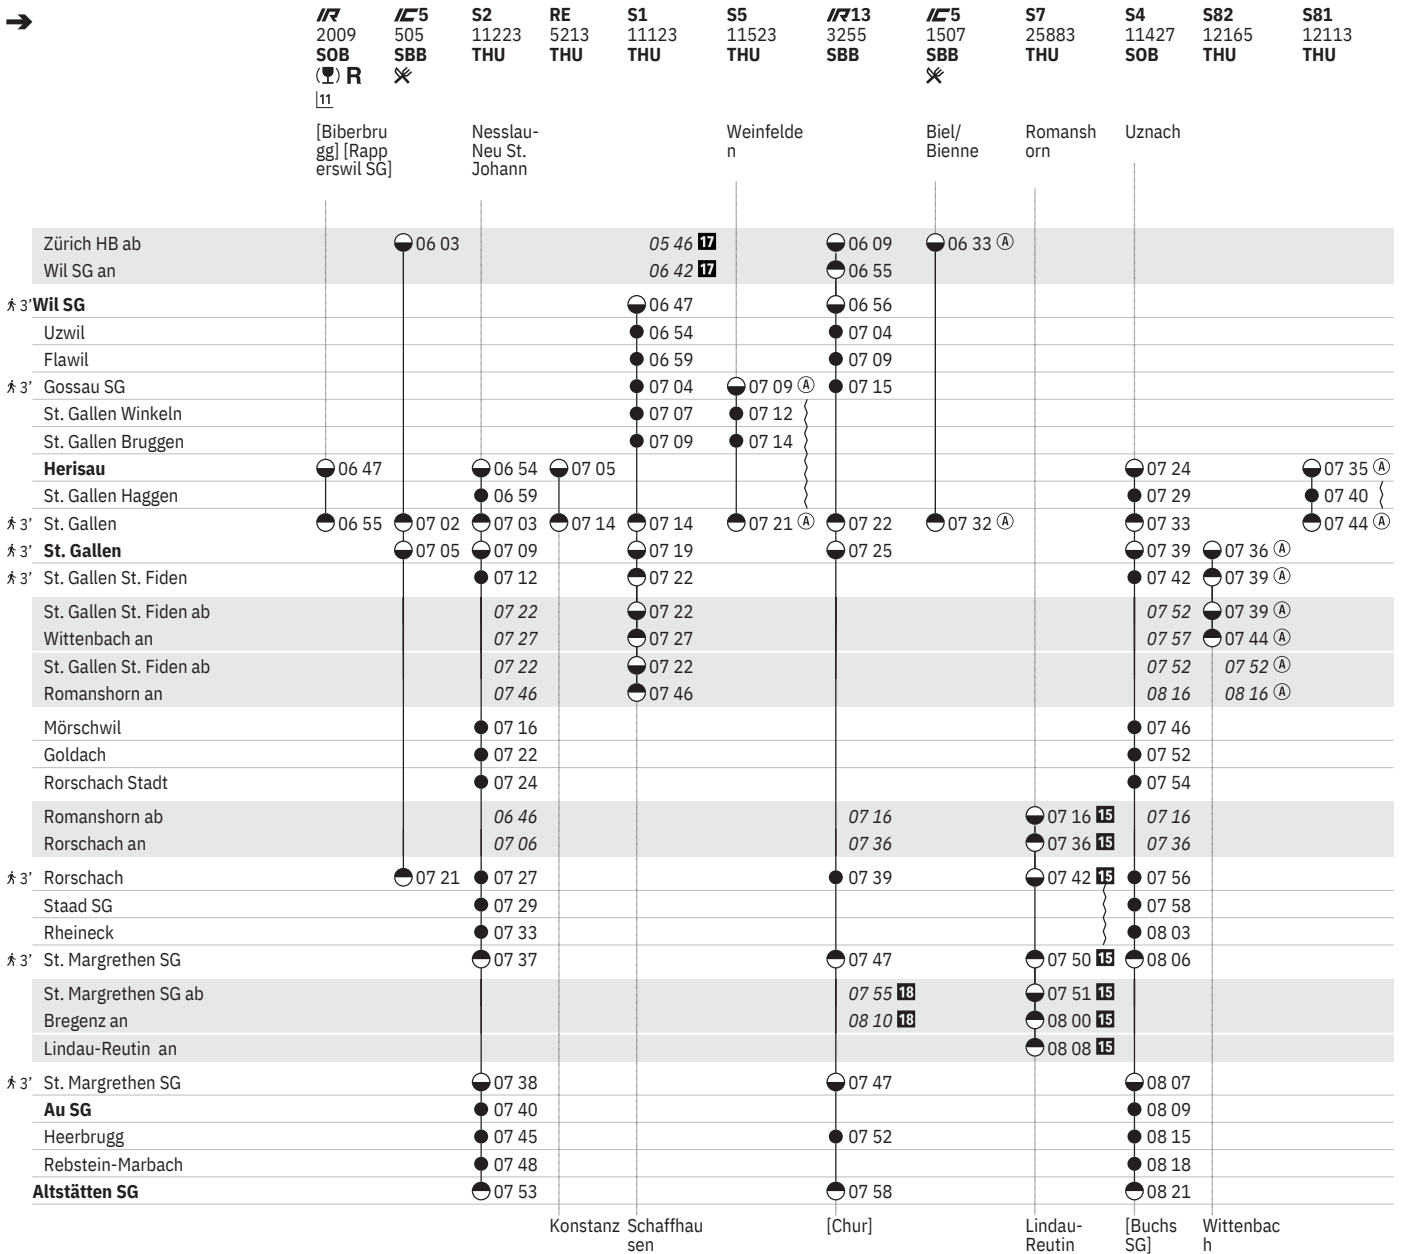 IR IC5 S2 RE S1 S5 IR13 IC5 S7 S4 S82 S81
2009 505 11223 5213 11123 11523 3255 1507 25883 11427 12165 12113
SOB SBB THU THU THU THU SBB SBB THU SOB THU THU
R
11
[Biberbru Nesslau- Weinfelde Biel/ Romansh Uznach
gg] [Rapp Neu St. n Bienne orn
erswil SG] Johann
Zürich HB ab 06 03 05 46 17 06 09 06 33 A
Wil SG an 06 42 17 06 55
3' Wil SG 06 47 06 56
Uzwil 06 54 07 04
Flawil 06 59 07 09
3' Gossau SG 07 04 07 09 A 07 15
St. Gallen Winkeln 07 07 07 12
St. Gallen Bruggen 07 09 07 14
Herisau 06 47 06 54 07 05 07 24 07 35 A
St. Gallen Haggen 06 59 07 29 07 40
3' St. Gallen 06 55 07 02 07 03 07 14 07 14 07 21 A 07 22 07 32 A 07 33 07 44 A
3' St. Gallen 07 05 07 09 07 19 07 25 07 39 07 36 A
3' St. Gallen St. Fiden 07 12 07 22 07 42 07 39 A
St. Gallen St. Fiden ab 07 22 07 22 07 52 07 39 A
Wittenbach an 07 27 07 27 07 57 07 44 A
St. Gallen St. Fiden ab 07 22 07 22 07 52 07 52 A
Romanshorn an 07 46 07 46 08 16 08 16 A
Mörschwil 07 16 07 46
Goldach 07 22 07 52
Rorschach Stadt 07 24 07 54
Romanshorn ab 06 46 07 16 07 16 15 07 16
Rorschach an 07 06 07 36 07 36 15 07 36
3' Rorschach 07 21 07 27 07 39 07 42 15 07 56
Staad SG 07 29 07 58
Rheineck 07 33 08 03
3' St. Margrethen SG 07 37 07 47 07 50 15 08 06
St. Margrethen SG ab 07 55 18 07 51 15
Bregenz an 08 10 18 08 00 15
Lindau-Reutin an 08 08 15
3' St. Margrethen SG 07 38 07 47 08 07
Au SG 07 40 08 09
Heerbrugg 07 45 07 52 08 15
Rebstein-Marbach 07 48 08 18
Altstätten SG 07 53 07 58 08 21
Konstanz Schaffhau [Chur] Lindau- [Buchs Wittenbac
sen Reutin SG] h